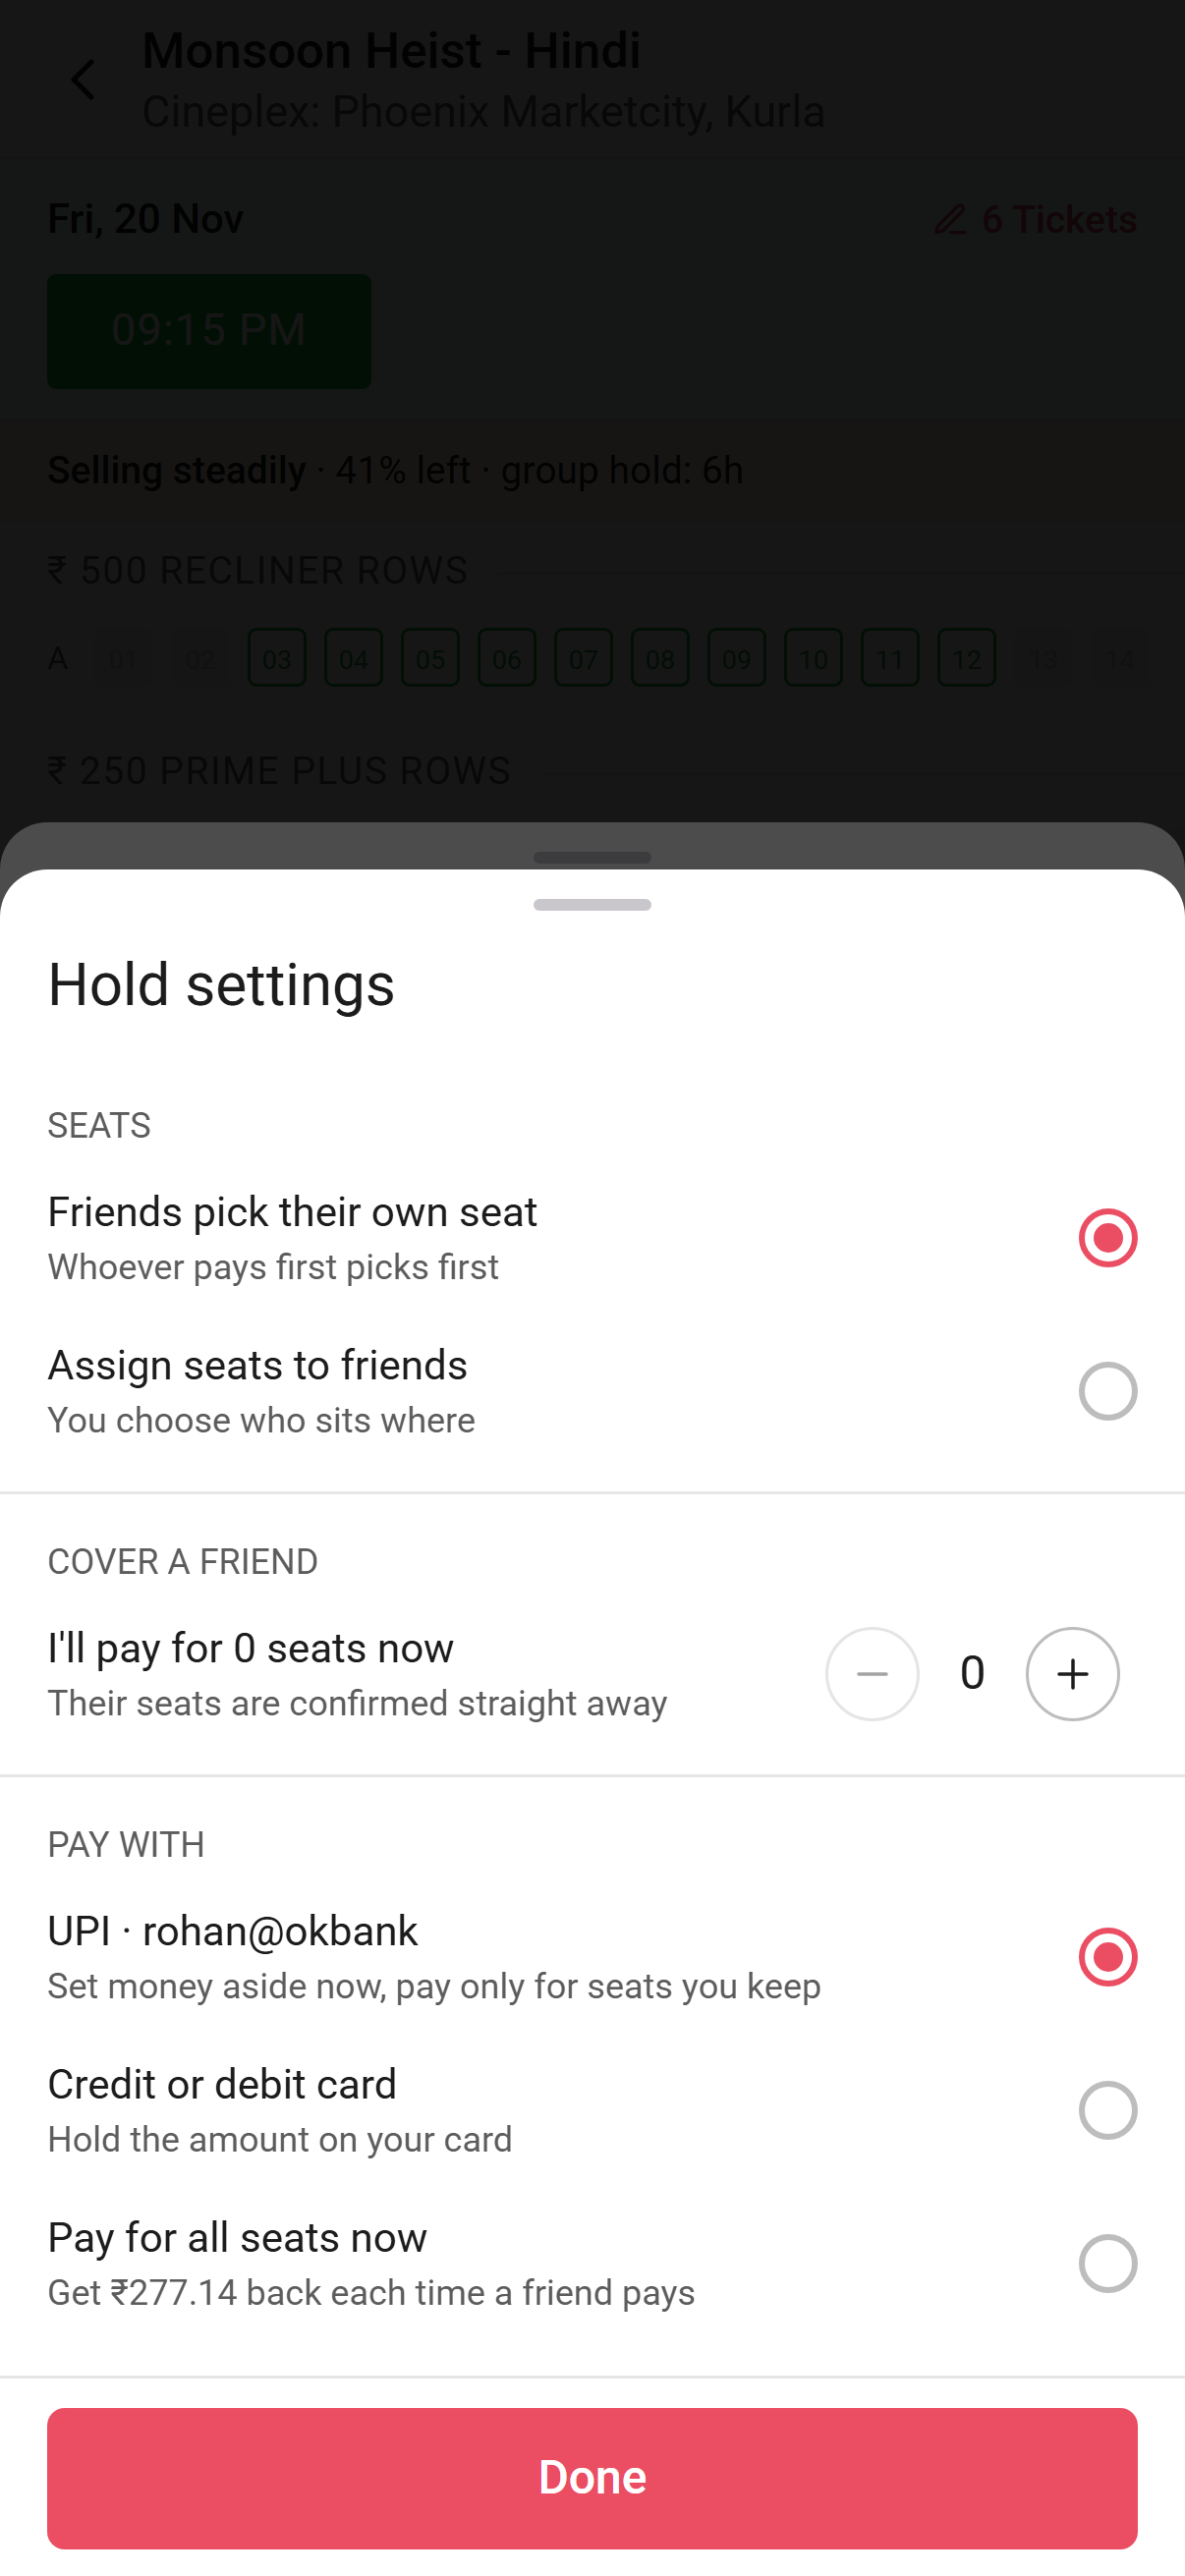 Monsoon Heist - Hindi
Cineplex: Phoenix Marketcity, Kurla
Fri, 20 Nov
6 Tickets
09:15 PM
Selling steadily · 41% left · group hold: 6h
₹ 500 RECLINER ROWS
A 01 02 03 04 05 06 07 08 09 10 11 12 13 14
₹ 250 PRIME PLUS ROWS
Hold settings
SEATS
Friends pick their own seat
Whoever pays first picks first
Assign seats to friends
You choose who sits where
COVER A FRIEND
I'll pay for 0 seats now
Their seats are confirmed straight away
0
PAY WITH
UPI · rohan@okbank
Set money aside now, pay only for seats you keep
Credit or debit card
Hold the amount on your card
Pay for all seats now
Get ₹277.14 back each time a friend pays
Done